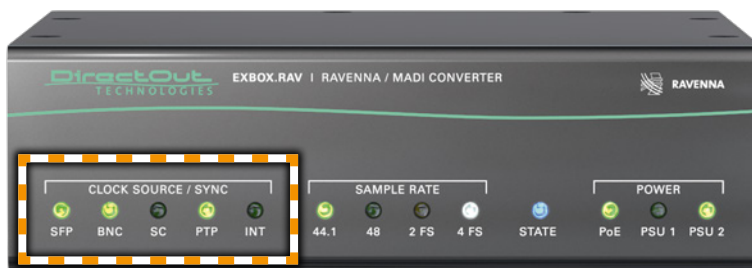 DirectOut
TECHNOLOGIES
EXBOX.RAV | RAVENNA / MADI CONVERTER
RAVENNA
CLOCK SOURCE / SYNC
SAMPLE RATE
POWER
SFP BNC SC PTP INT
44.1 48 2 FS 4 FS
STATE
PoE PSU 1 PSU 2